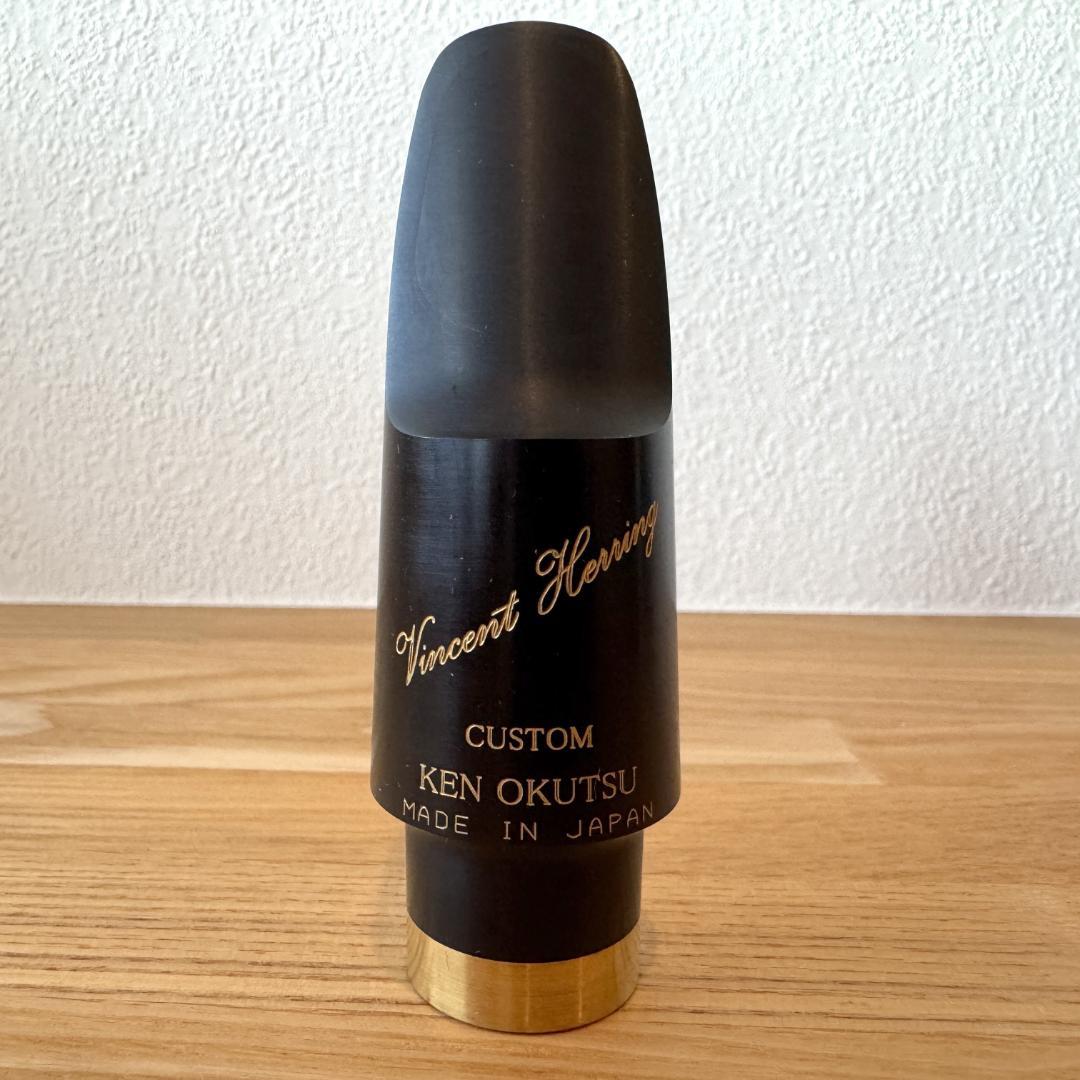 Vincent Herring
CUSTOM
KEN OKUTSU
MADE IN JAPAN